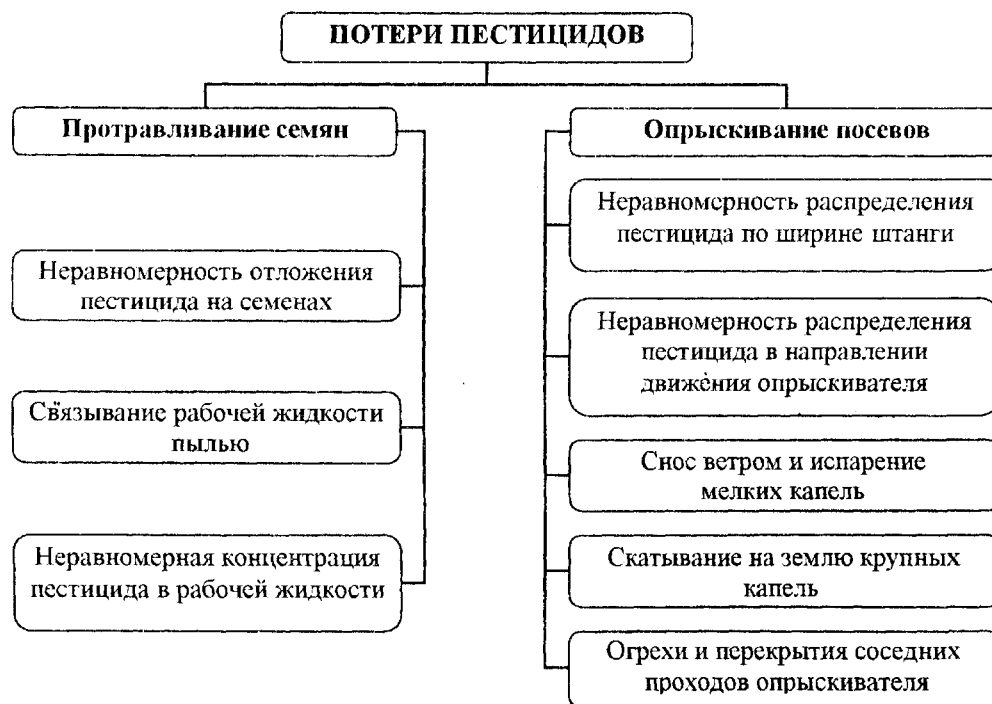 ПОТЕРИ ПЕСТИЦИДОВ
Протравливание семян
Неравномерность отложения
пестицида на семенах
Связывание рабочей жидкости
пылью
Неравномерная концентрация
пестицида в рабочей жидкости
Опрыскивание посевов
Неравномерность распределения
пестицида по ширине штанги
Неравномерность распределения
пестицида в направлении
движения опрыскивателя
Снос ветром и испарение
мелких капель
Скатывание на землю крупных
капель
Огрехи и перекрытия соседних
проходов опрыскивателя